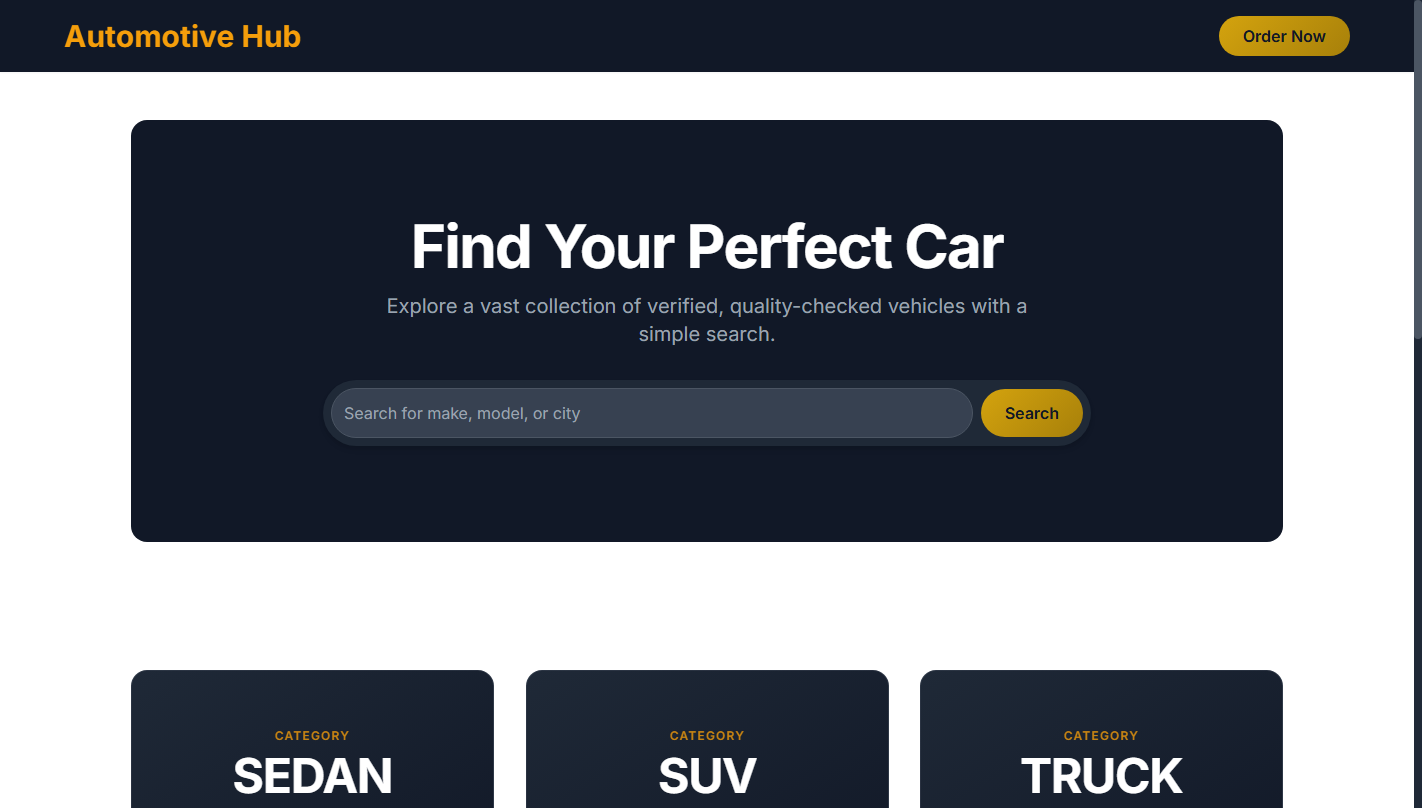 Automotive Hub
Order Now
Find Your Perfect Car
Explore a vast collection of verified, quality-checked vehicles with a
simple search.
Search for make, model, or city
Search
CATEGORY
SEDAN
CATEGORY
SUV
CATEGORY
TRUCK